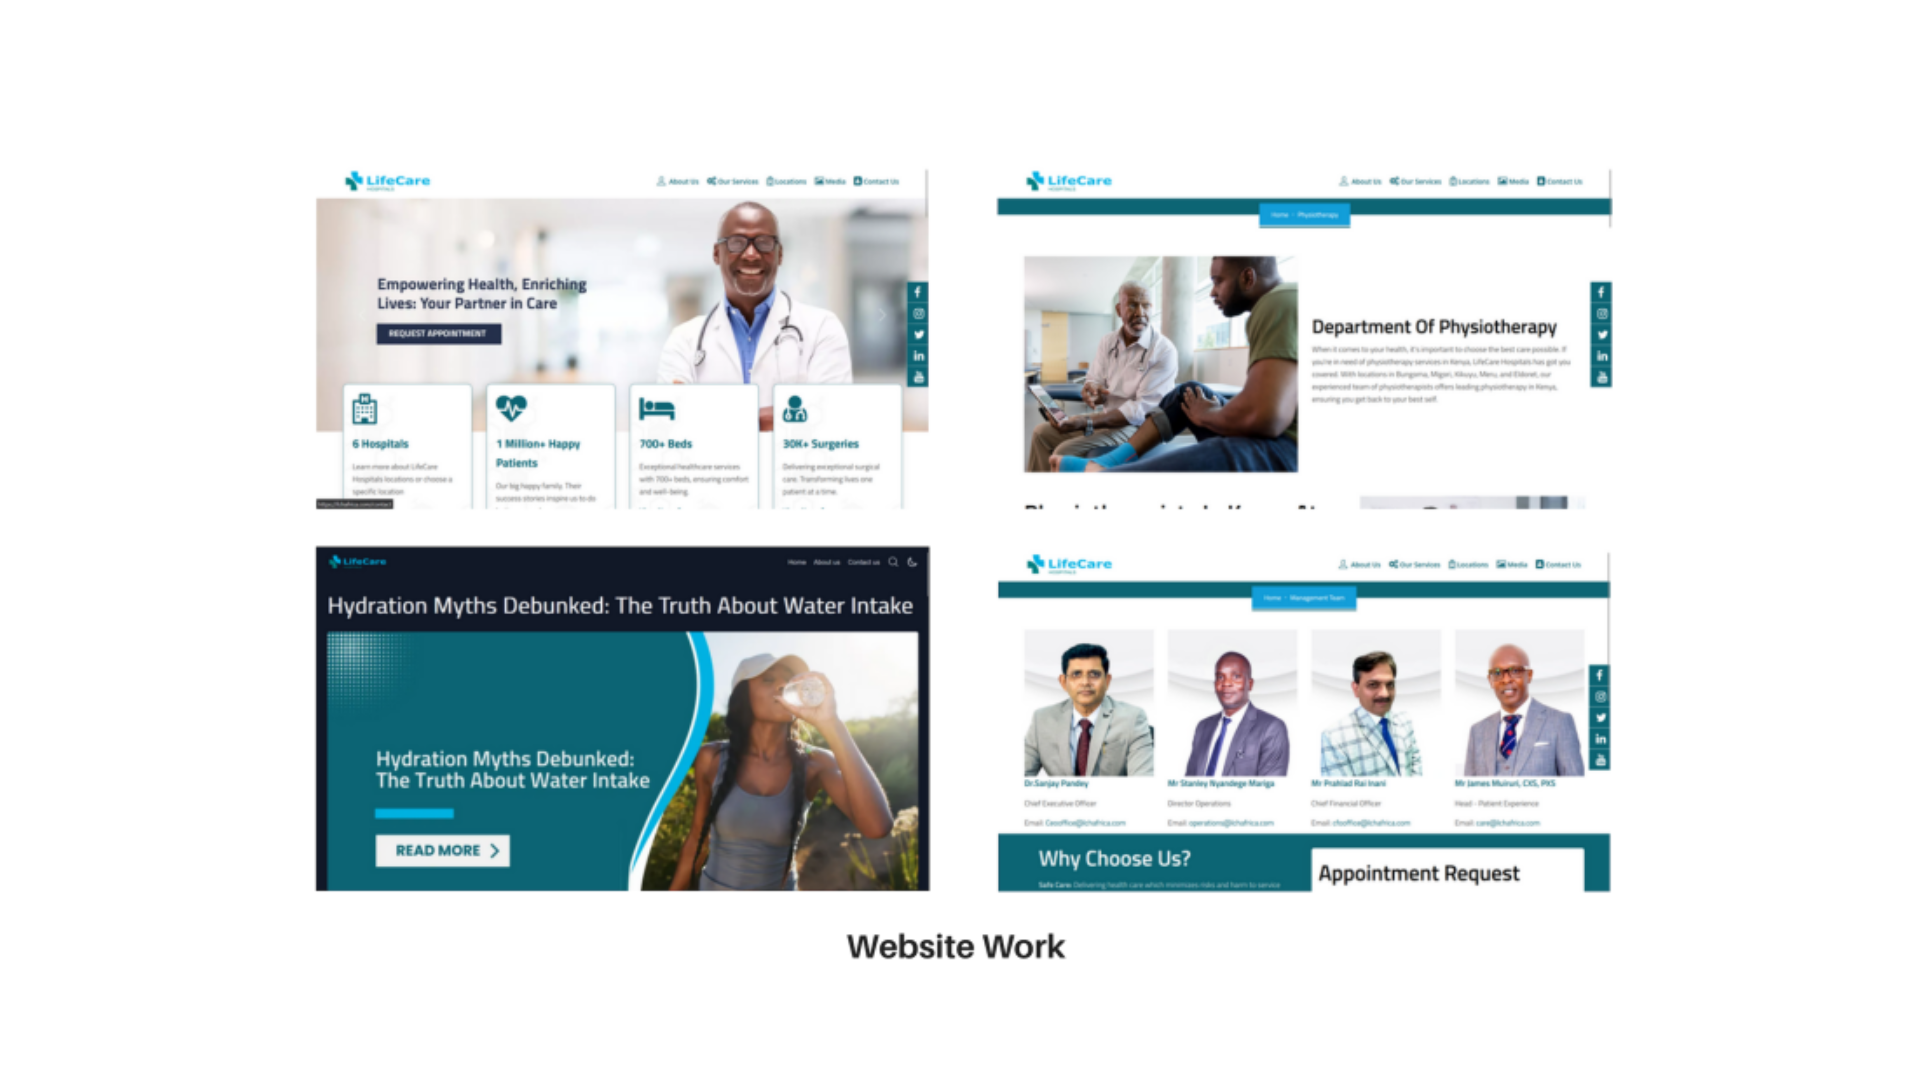 LifeCare
HOSPITALS
About Us Our Services Locations Media Contact Us
Empowering Health, Enriching
Lives: Your Partner in Care
REQUEST APPOINTMENT
6 Hospitals
Learn more about LifeCare
Hospitals locations or choose a
specific location
1 Million+ Happy
Patients
Our big happy family. Their
success stories inspire us to do
700+ Beds
Exceptional healthcare services
with 700+ beds, ensuring comfort
and well-being.
30K+ Surgeries
Delivering exceptional surgical
care. Transforming lives one
patient at a time.
LifeCare
HOSPITALS
About Us Our Services Locations Media Contact Us
Home - Physiotherapy
Department Of Physiotherapy
When it comes to your health, it's important to choose the best care possible. If
you're in need of physiotherapy services in Kenya, LifeCare Hospitals has got you
covered. With locations in Bungoma, Migori, Kikuyu, Meru, and Eldoret, our
experienced team of physiotherapists offers leading physiotherapy in Kenya,
ensuring you get back to your best self.
LifeCare
Home About us Contact us
Hydration Myths Debunked: The Truth About Water Intake
Hydration Myths Debunked:
The Truth About Water Intake
READ MORE
LifeCare
HOSPITALS
About Us Our Services Locations Media Contact Us
Home - Management Team
Dr.Sanjay Pandey
Chief Executive Officer
Email: Ceooffice@lchafrica.com
Mr Stanley Nyandege Mariga
Director Operations
Email: operations@lchafrica.com
Mr Prahlad Rai Inani
Chief Financial Officer
Email: cfooffice@lchafrica.com
Mr James Muiruri, CXS, PXS
Head - Patient Experience
Email: care@lchafrica.com
Why Choose Us?
Safe Care: Delivering health care which minimizes risks and harm to service
Appointment Request
Website Work